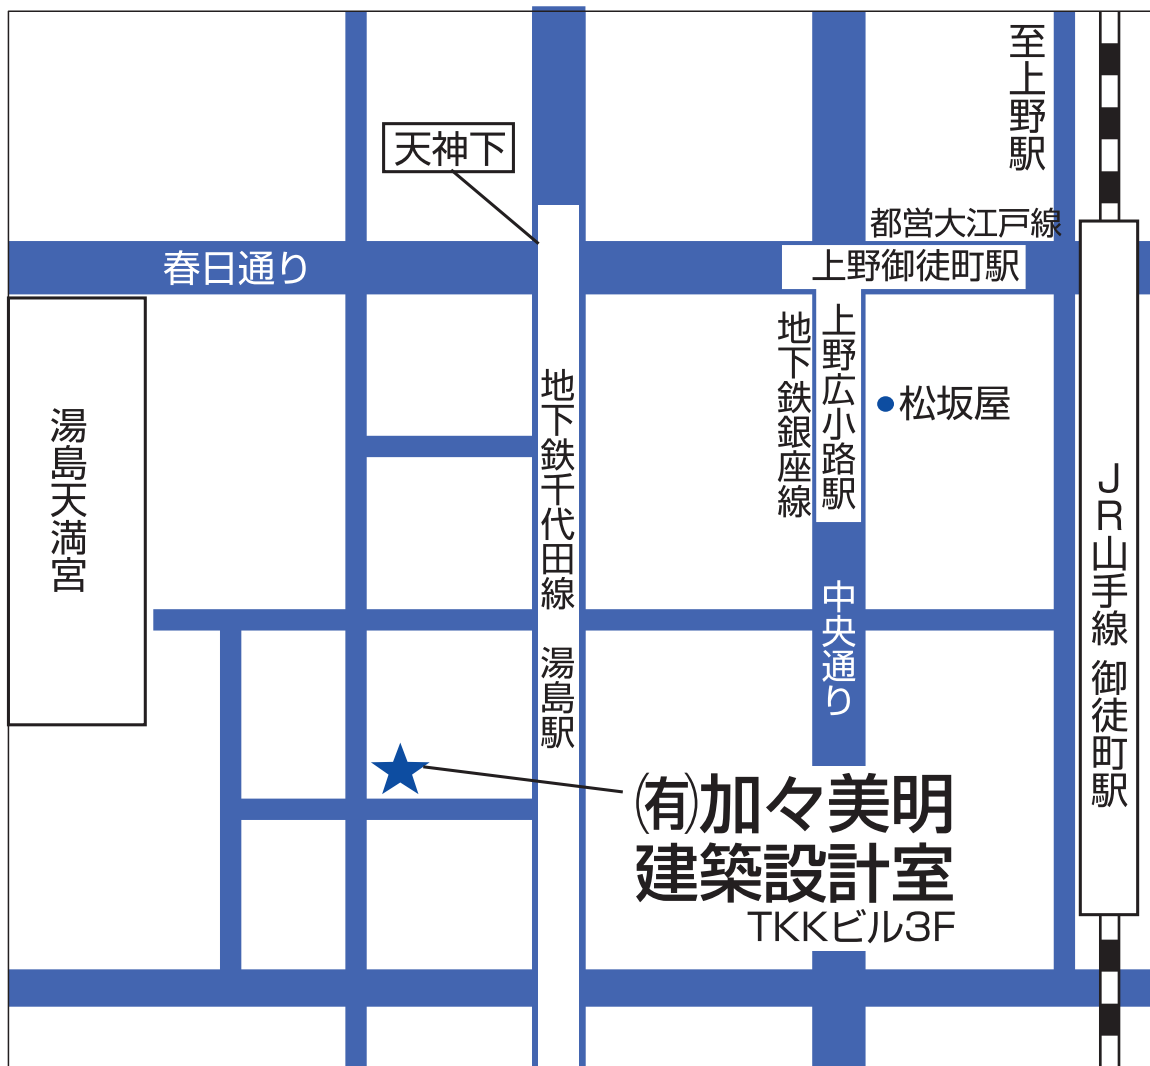 至上野駅
天神下
都営大江戸線
春日通り
上野御徒町駅
地下鉄銀座線
上野広小路駅
松坂屋
地下鉄千代田線 湯島駅
湯島天満宮
JR山手線 御徒町駅
中央通り
㈲加々美明
建築設計室
TKKビル3F